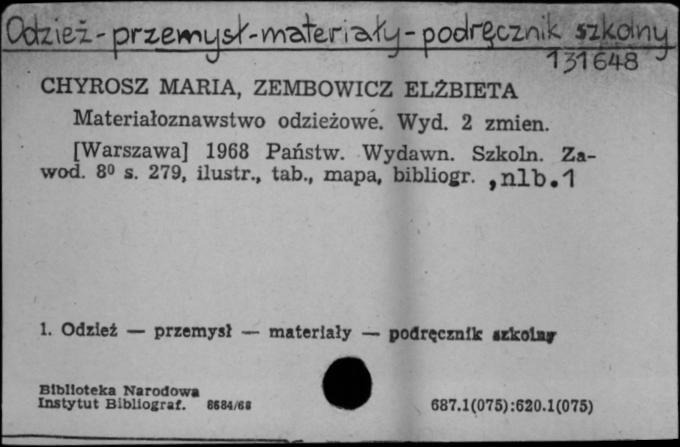 Odzież-przemysł-materiały-podręcznik szkolny
131648
CHYROSZ MARIA, ZEMBOWICZ ELŻBIETA
Materiałoznawstwo odzieżowe. Wyd. 2 zmien.
[Warszawa] 1968 Państw. Wydawn. Szkoln. Za-
wod. 8⁰ s. 279, ilustr., tab., mapa, bibliogr. ,nlb.1
1. Odzież — przemysł — materiały — podręcznik szkolny
Biblioteka Narodowa
Instytut Bibliograf. 8684/68
687.1(075):620.1(075)